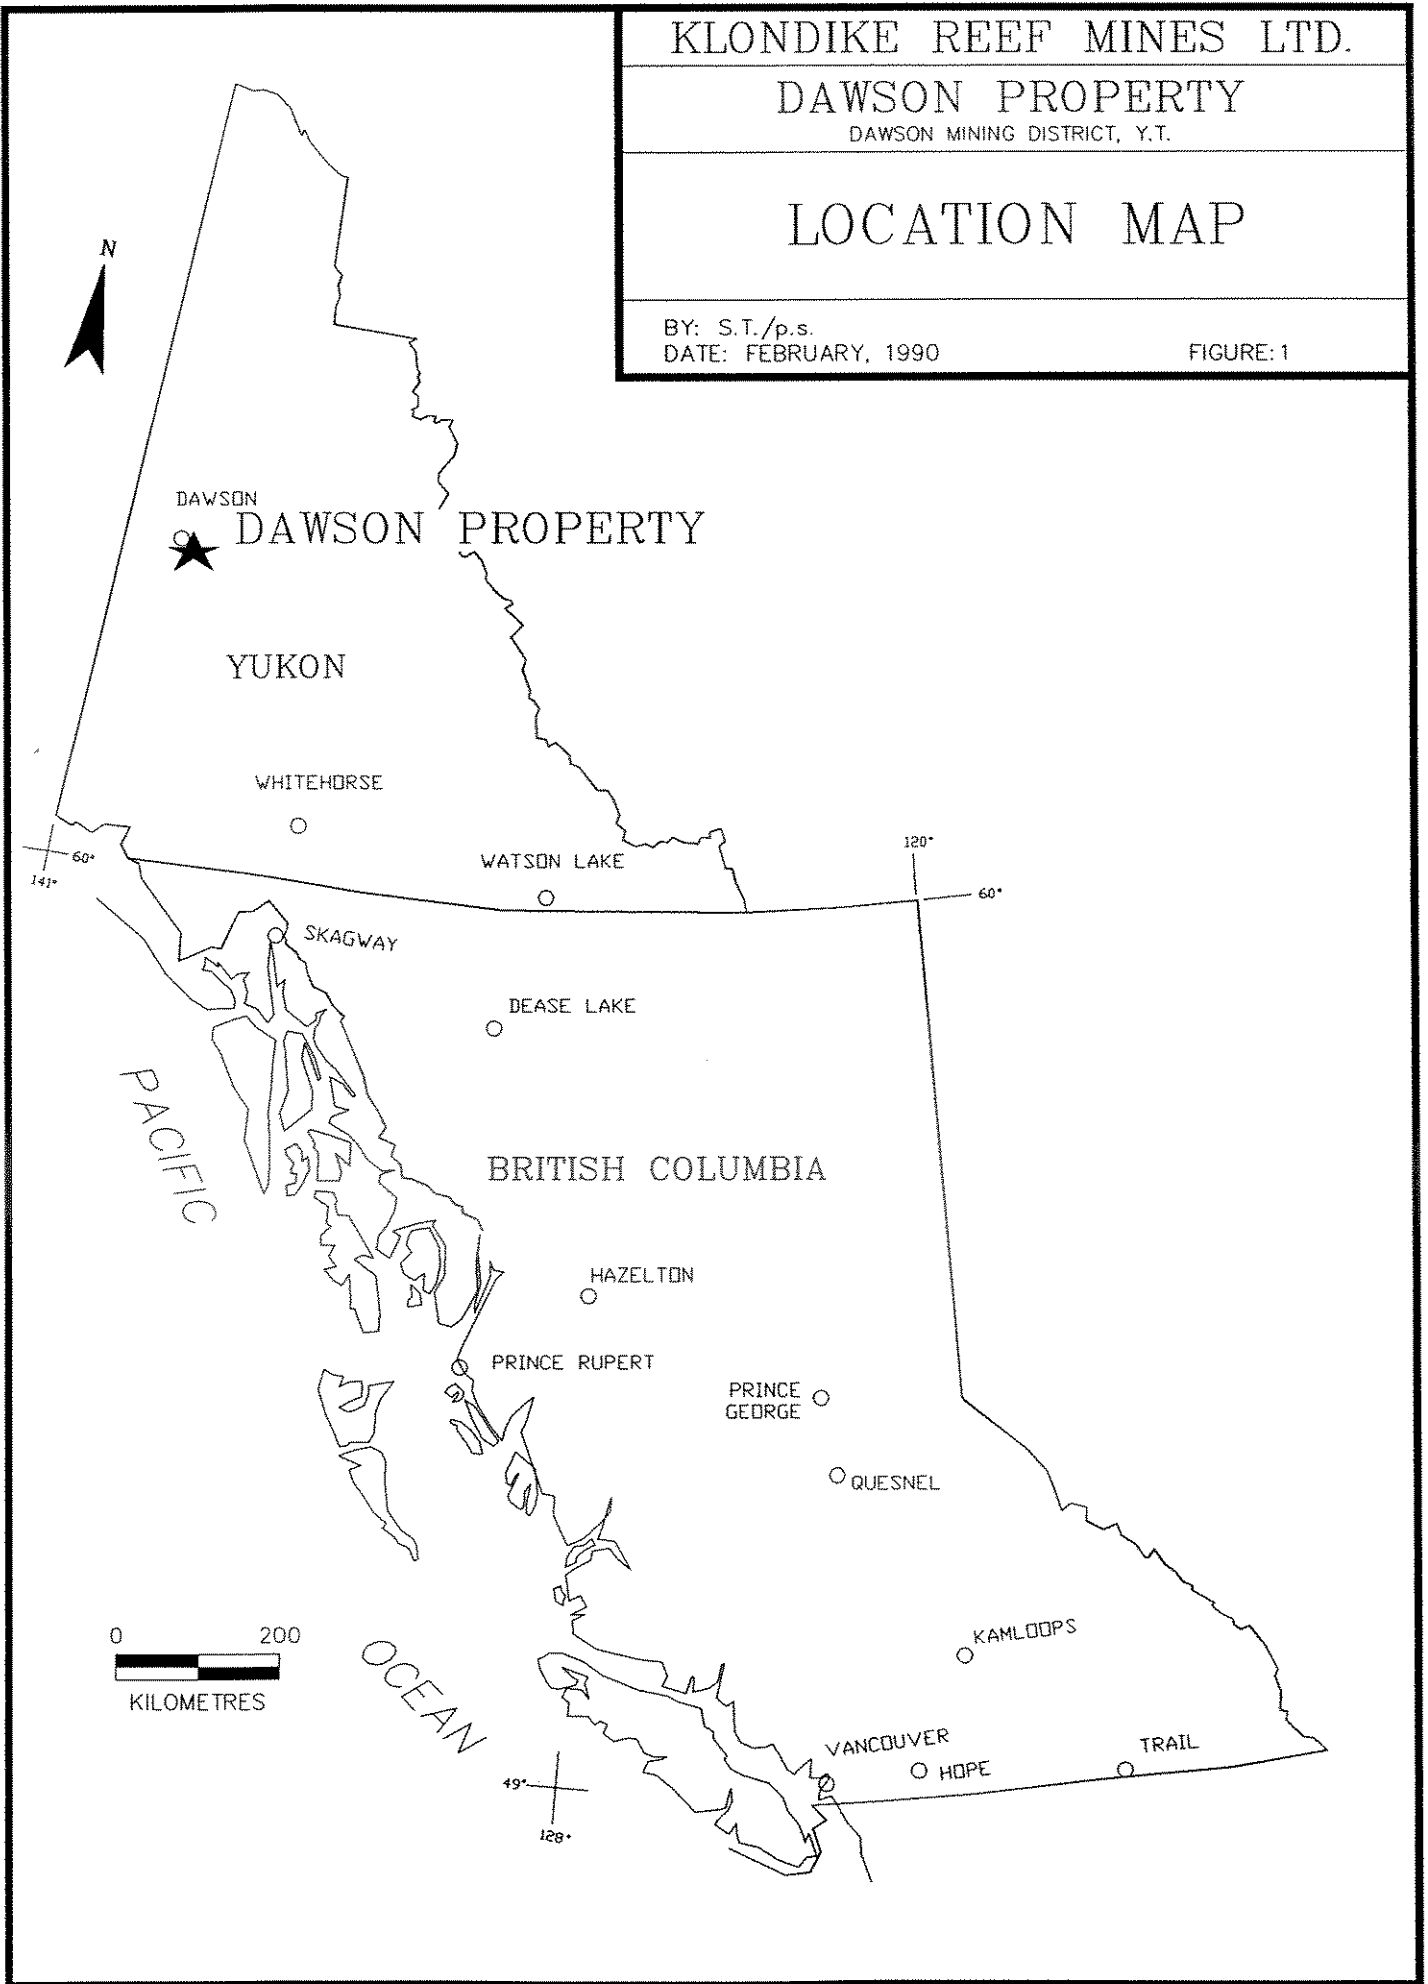 KLONDIKE REEF MINES LTD.
DAWSON PROPERTY
DAWSON MINING DISTRICT, Y.T.
LOCATION MAP
BY: S.T./p.s.
DATE: FEBRUARY, 1990
FIGURE: 1
N
DAWSON
DAWSON PROPERTY
YUKON
WHITEHORSE
WATSON LAKE
120°
60°
141°
60°
SKAGWAY
DEASE LAKE
PACIFIC
BRITISH COLUMBIA
HAZELTON
PRINCE RUPERT
PRINCE
GEORGE
QUESNEL
0 200
KILOMETRES
OCEAN
KAMLOOPS
VANCOUVER
HOPE
TRAIL
49°
128°